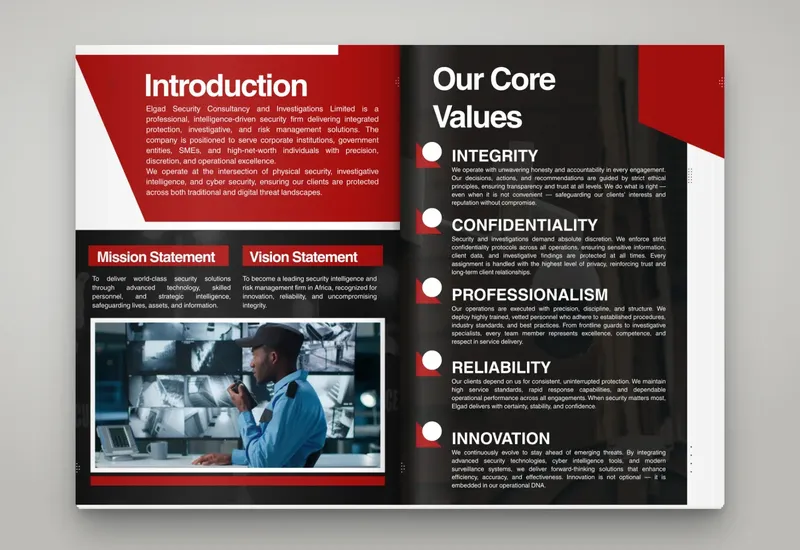 Introduction
Elgad Security Consultancy and Investigations Limited is a
professional, intelligence-driven security firm delivering integrated
protection, investigative, and risk management solutions. The
company is positioned to serve corporate institutions, government
entities, SMEs, and high-net-worth individuals with precision,
discretion, and operational excellence.
We operate at the intersection of physical security, investigative
intelligence, and cyber security, ensuring our clients are protected
across both traditional and digital threat landscapes.
Mission Statement
To deliver world-class security solutions
through advanced technology, skilled
personnel, and strategic intelligence,
safeguarding lives, assets, and information.
Vision Statement
To become a leading security intelligence and
risk management firm in Africa, recognized for
innovation, reliability, and uncompromising
integrity.
Our Core
Values
INTEGRITY
We operate with unwavering honesty and accountability in every engagement.
Our decisions, actions, and recommendations are guided by strict ethical
principles, ensuring transparency and trust at all levels. We do what is right —
even when it is not convenient — safeguarding our clients' interests and
reputation without compromise.
CONFIDENTIALITY
Security and investigations demand absolute discretion. We enforce strict
confidentiality protocols across all operations, ensuring sensitive information,
client data, and investigative findings are protected at all times. Every
assignment is handled with the highest level of privacy, reinforcing trust and
long-term client relationships.
PROFESSIONALISM
Our operations are executed with precision, discipline, and structure. We
deploy highly trained, vetted personnel who adhere to established procedures,
industry standards, and best practices. From frontline guards to investigative
specialists, every team member represents excellence, competence, and
respect in service delivery.
RELIABILITY
Our clients depend on us for consistent, uninterrupted protection. We maintain
high service standards, rapid response capabilities, and dependable
operational performance across all engagements. When security matters most,
Elgad delivers with certainty, stability, and confidence.
INNOVATION
We continuously evolve to stay ahead of emerging threats. By integrating
advanced security technologies, cyber intelligence tools, and modern
surveillance systems, we deliver forward-thinking solutions that enhance
efficiency, accuracy, and effectiveness. Innovation is not optional — it is
embedded in our operational DNA.